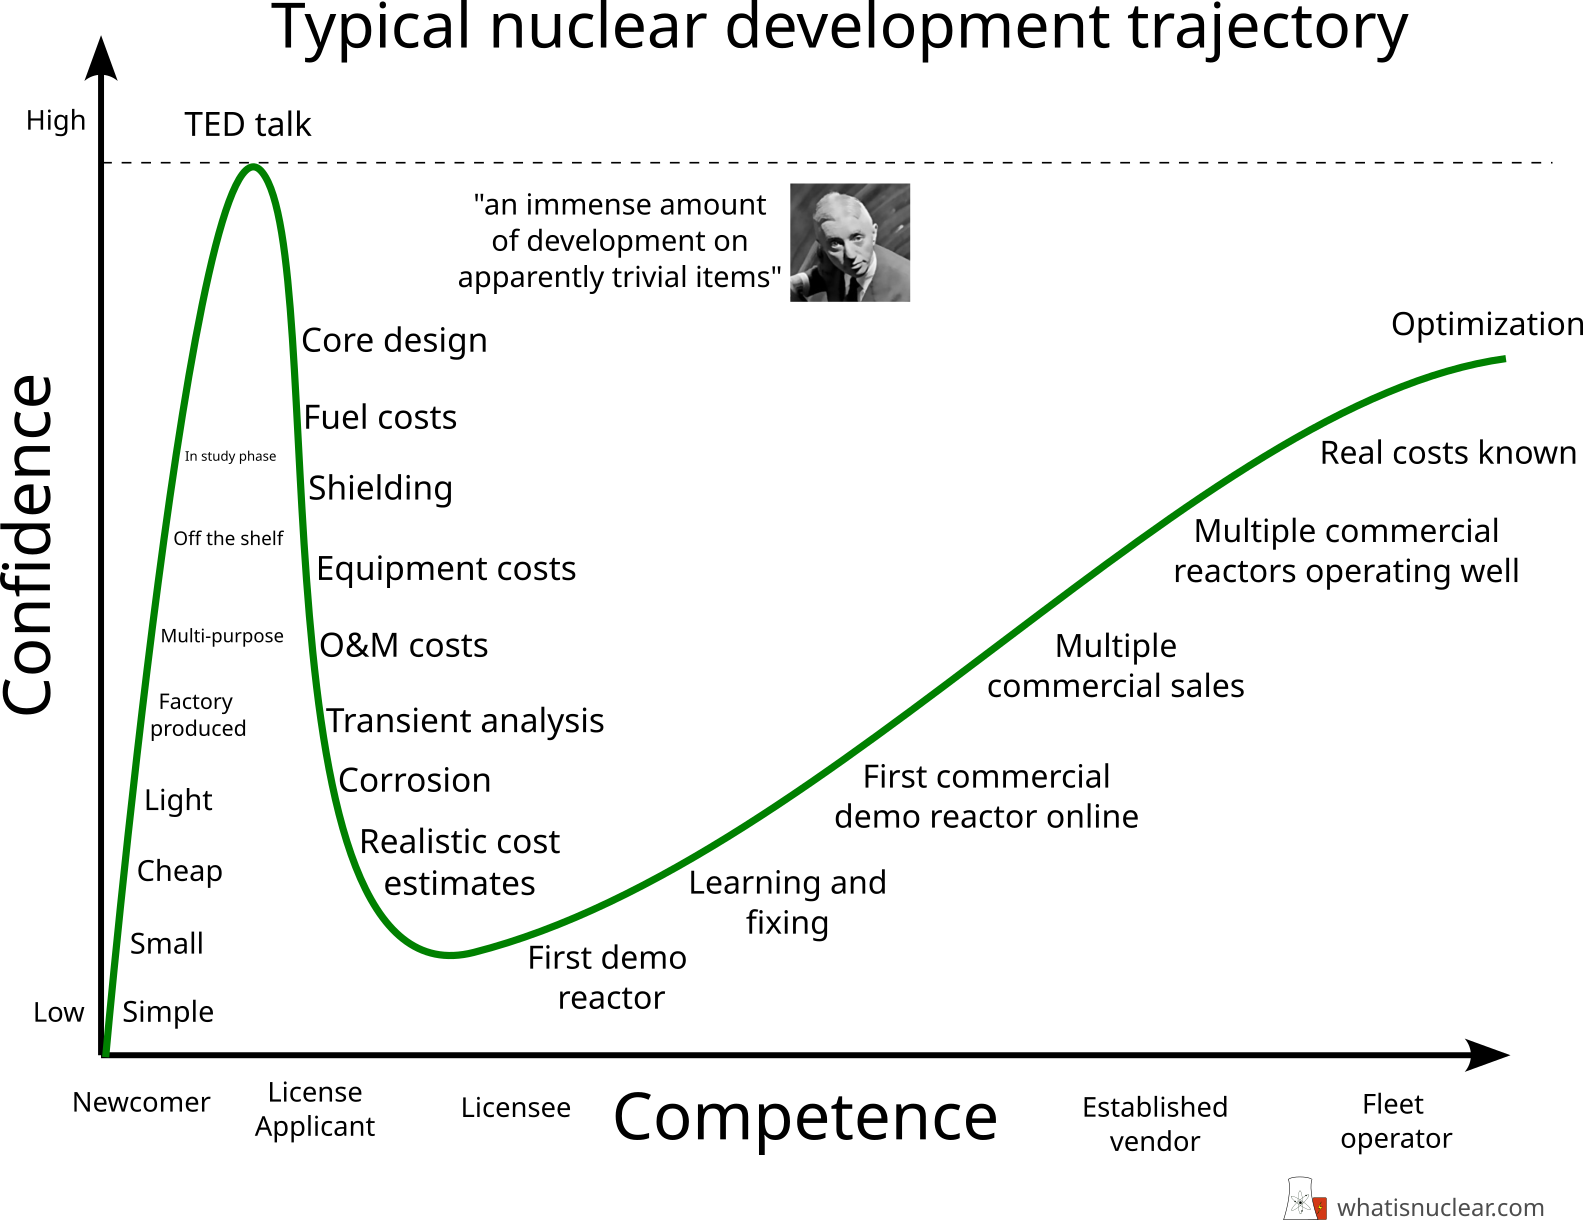 Typical nuclear development trajectory
High
TED talk
"an immense amount
of development on
apparently trivial items"
Core design
Fuel costs
Shielding
Equipment costs
O&M costs
Transient analysis
Corrosion
Realistic cost
estimates
In study phase
Off the shelf
Multi-purpose
Factory
produced
Light
Cheap
Small
Simple
Low
Confidence
Optimization
Real costs known
Multiple commercial
reactors operating well
Multiple
commercial sales
First commercial
demo reactor online
Learning and
fixing
First demo
reactor
Newcomer
License
Applicant
Licensee
Competence
Established
vendor
Fleet
operator
whatisnuclear.com